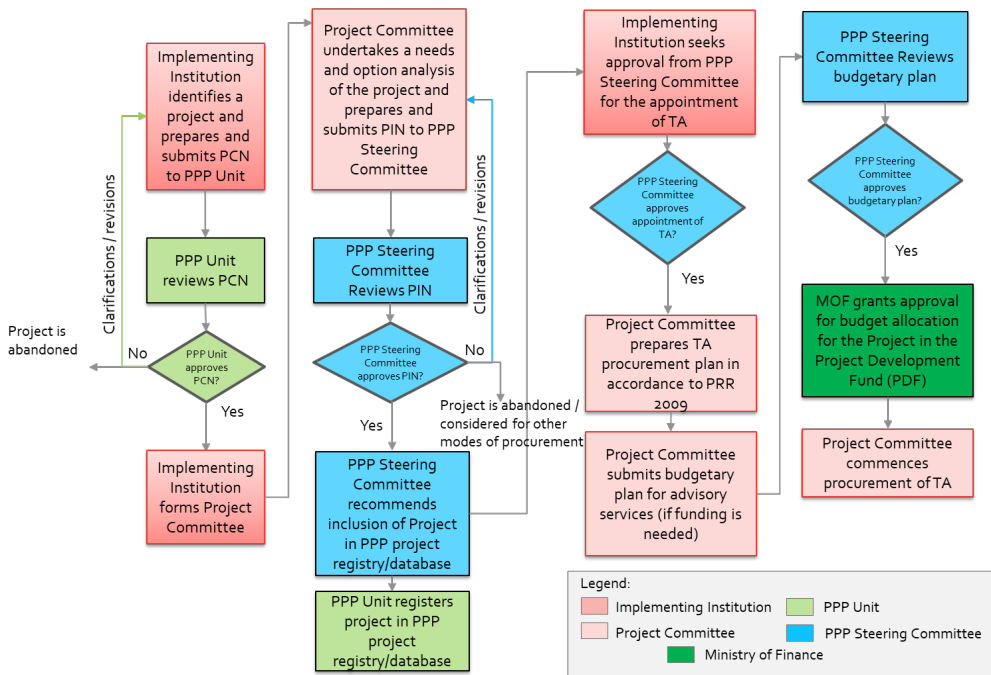 Implementing
Institution
identifies a
project and
prepares and
submits PCN
to PPP Unit
Clarifications / revisions
PPP Unit
reviews PCN
Project is
abandoned
No
PPP Unit
approves
PCN?
Yes
Implementing
Institution
forms Project
Committee
Project Committee
undertakes a needs
and option analysis
of the project and
prepares and
submits PIN to PPP
Steering
Committee
Clarifications / revisions
PPP Steering
Committee
Reviews PIN
PPP Steering
Committee
approves PIN?
No
Project is abandoned /
considered for other
modes of procurement
Yes
PPP Steering
Committee
recommends
inclusion of Project
in PPP project
registry/database
PPP Unit registers
project in PPP
project
registry/database
Implementing
Institution seeks
approval from PPP
Steering Committee
for the appointment
of TA
PPP Steering
Committee
approves
appointment of
TA?
Yes
Project Committee
prepares TA
procurement plan in
accordance to PRR
2009
Project Committee
submits budgetary
plan for advisory
services (if funding is
needed)
PPP Steering
Committee Reviews
budgetary plan
PPP Steering
Committee
approves
budgetary plan?
Yes
MOF grants approval
for budget allocation
for the Project in the
Project Development
Fund (PDF)
Project Committee
commences
procurement of TA
Legend:
Implementing Institution
PPP Unit
Project Committee
PPP Steering Committee
Ministry of Finance